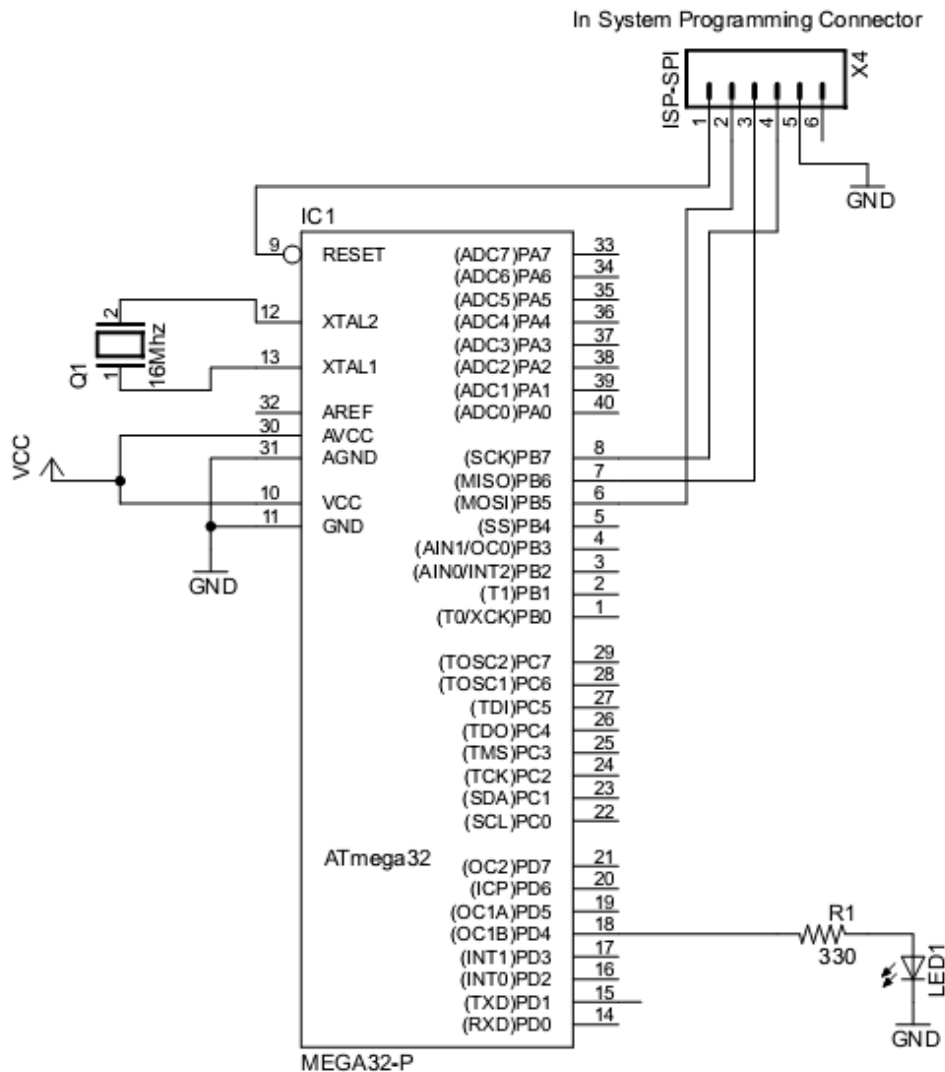 In System Programming Connector
ISP-SPI
X4
1 2 3 4 5 6
GND
IC1
9 RESET (ADC7)PA7 33
(ADC6)PA6 34
(ADC5)PA5 35
2
12 XTAL2 (ADC4)PA4 36
(ADC3)PA3 37
Q1
1
16Mhz
13 XTAL1 (ADC2)PA2 38
(ADC1)PA1 39
32 AREF (ADC0)PA0 40
30 AVCC
VCC
31 AGND (SCK)PB7 8
(MISO)PB6 7
10 VCC (MOSI)PB5 6
11 GND (SS)PB4 5
(AIN1/OC0)PB3 4
GND
(AIN0/INT2)PB2 3
(T1)PB1 2
(T0/XCK)PB0 1
(TOSC2)PC7 29
(TOSC1)PC6 28
(TDI)PC5 27
(TDO)PC4 26
(TMS)PC3 25
(TCK)PC2 24
(SDA)PC1 23
(SCL)PC0 22
ATmega32
(OC2)PD7 21
(ICP)PD6 20
(OC1A)PD5 19
(OC1B)PD4 18
R1
330
LED1
(INT1)PD3 17
(INT0)PD2 16
(TXD)PD1 15
(RXD)PD0 14
GND
MEGA32-P